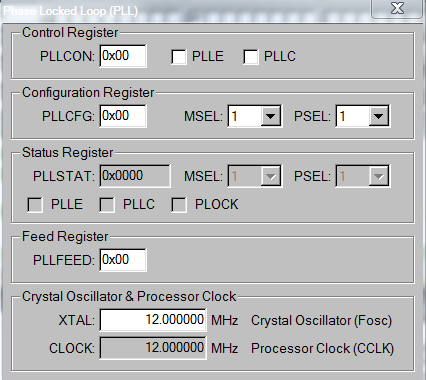 Phase Locked Loop (PLL)
Control Register
PLLCON: 0x00 PLLE PLLC
Configuration Register
PLLCFG: 0x00 MSEL: 1 PSEL: 1
Status Register
PLLSTAT: 0x0000 MSEL: 1 PSEL: 1
PLLE PLLC PLOCK
Feed Register
PLLFEED: 0x00
Crystal Oscillator & Processor Clock
XTAL: 12.000000 MHz Crystal Oscillator (Fosc)
CLOCK: 12.000000 MHz Processor Clock (CCLK)